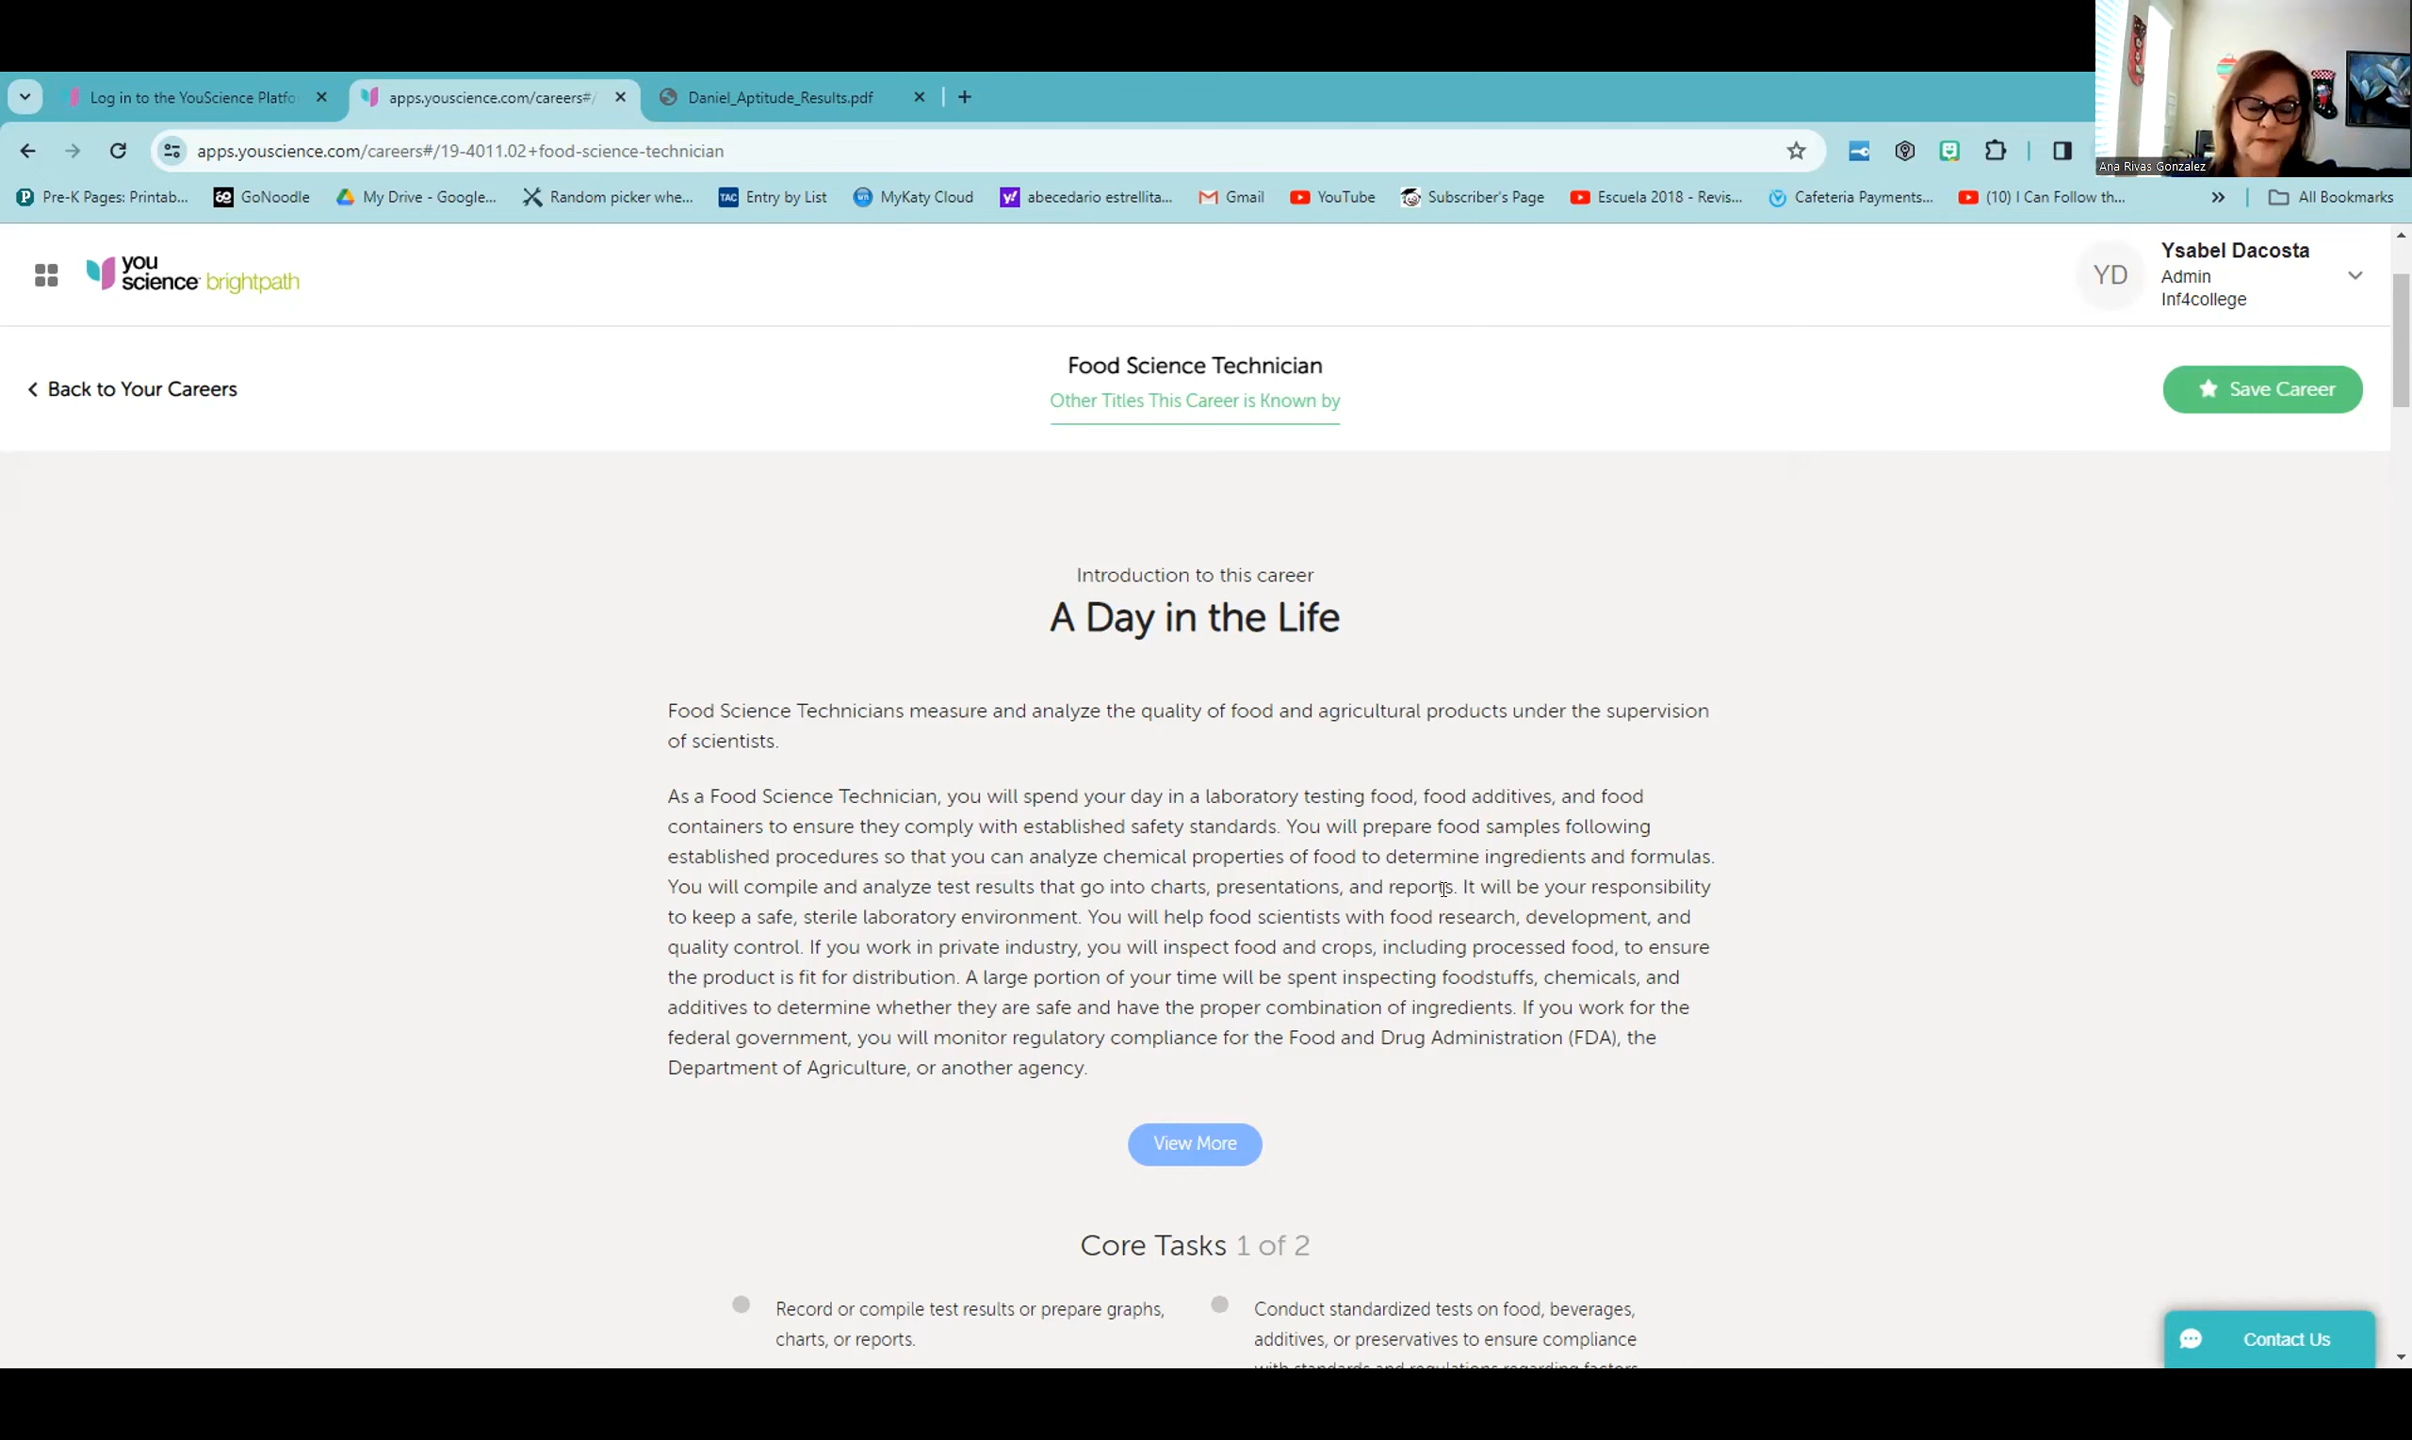 Log in to the YouScience Platfo
apps.youscience.com/careers#/
Daniel_Aptitude_Results.pdf
apps.youscience.com/careers#/19-4011.02+food-science-technician
Ana Rivas Gonzalez
Pre-K Pages: Printab...
GoNoodle
My Drive - Google...
Random picker whe...
TAC
Entry by List
MyKaty Cloud
abecedario estrellita...
Gmail
YouTube
Subscriber's Page
Escuela 2018 - Revis...
Cafeteria Payments...
(10) I Can Follow th...
All Bookmarks
you
science brightpath
YD
Ysabel Dacosta
Admin
Inf4college
Back to Your Careers
Food Science Technician
Other Titles This Career is Known by
Save Career
Introduction to this career
A Day in the Life
Food Science Technicians measure and analyze the quality of food and agricultural products under the supervision
of scientists.
As a Food Science Technician, you will spend your day in a laboratory testing food, food additives, and food
containers to ensure they comply with established safety standards. You will prepare food samples following
established procedures so that you can analyze chemical properties of food to determine ingredients and formulas.
You will compile and analyze test results that go into charts, presentations, and reports. It will be your responsibility
to keep a safe, sterile laboratory environment. You will help food scientists with food research, development, and
quality control. If you work in private industry, you will inspect food and crops, including processed food, to ensure
the product is fit for distribution. A large portion of your time will be spent inspecting foodstuffs, chemicals, and
additives to determine whether they are safe and have the proper combination of ingredients. If you work for the
federal government, you will monitor regulatory compliance for the Food and Drug Administration (FDA), the
Department of Agriculture, or another agency.
View More
Core Tasks 1 of 2
Record or compile test results or prepare graphs,
charts, or reports.
Conduct standardized tests on food, beverages,
additives, or preservatives to ensure compliance
with standards and regulations regarding factors
Contact Us